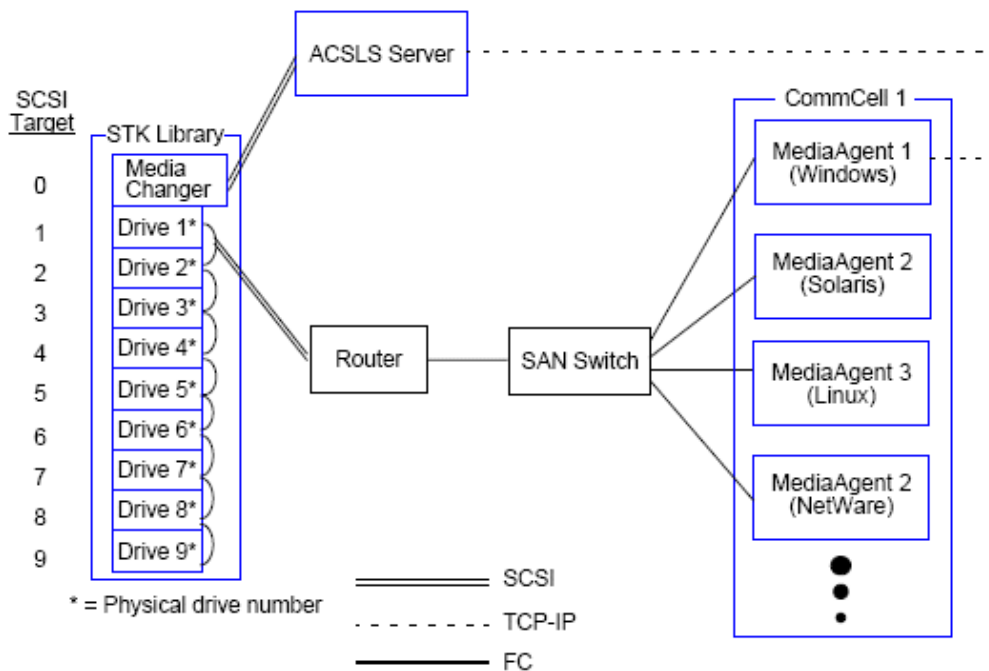 ACSLS Server
SCSI
Target
STK Library
CommCell 1
Media
Changer
MediaAgent 1
(Windows)
0
1
2
3
4
5
6
7
8
9
Drive 1*
Drive 2*
Drive 3*
Drive 4*
Drive 5*
Drive 6*
Drive 7*
Drive 8*
Drive 9*
* = Physical drive number
Router
SAN Switch
MediaAgent 2
(Solaris)
MediaAgent 3
(Linux)
MediaAgent 2
(NetWare)
SCSI
TCP-IP
FC